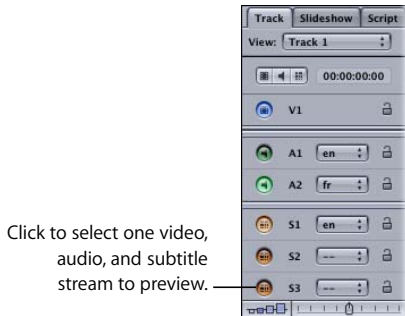 Track Slideshow Script
View: Track 1
00:00:00:00
V1
A1 en
A2 fr
S1 en
S2 --
S3 --
Click to select one video,
audio, and subtitle
stream to preview.